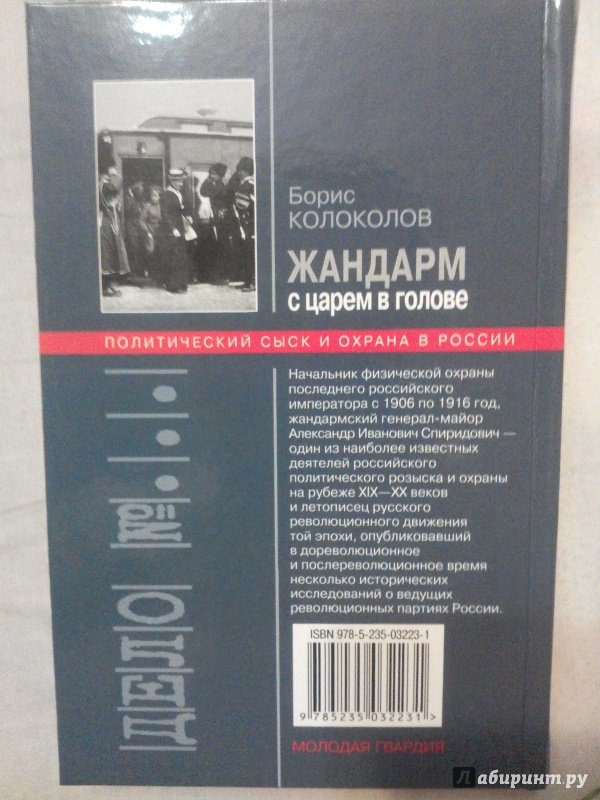 Борис
КОЛОКОЛОВ
ЖАНДАРМ
с царем в голове
ПОЛИТИЧЕСКИЙ СЫСК И ОХРАНА В РОССИИ
Начальник физической охраны
последнего российского
императора с 1906 по 1916 год,
жандармский генерал-майор
Александр Иванович Спиридович —
один из наиболее известных
деятелей российского
политического розыска и охраны
на рубеже XIX—XX веков
и летописец русского
революционного движения
той эпохи, опубликовавший
в дореволюционное
и послереволюционное время
несколько исторических
исследований о ведущих
революционных партиях России.
ДЕЛО №
ISBN 978-5-235-03223-1
9 785235 032231 >
МОЛОДАЯ ГВАРДИЯ
Лабиринт.ру